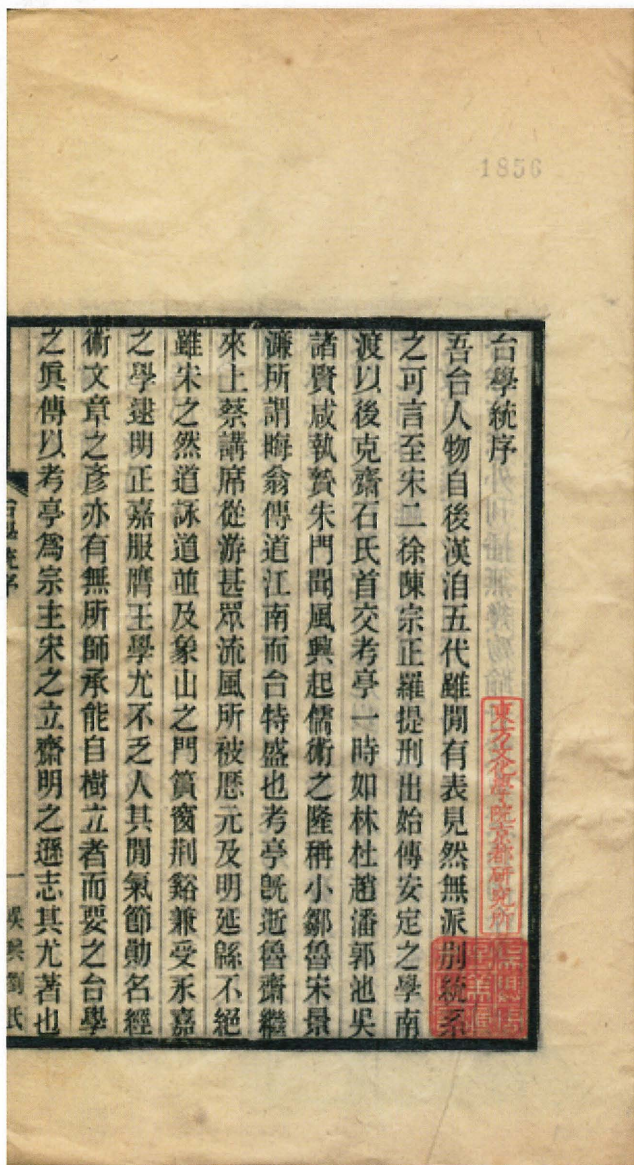 1856
台學統序
吾台人物自後漢洎五代雖閒有表見然無派別統系
之可言至宋二徐陳宗正羅提刑出始傳安定之學南
渡以後克齋石氏首交考亭一時如林杜趙潘郭池吳
諸賢咸執贄朱門聞風興起儒術之隆稱小鄒魯宋景
濂所謂晦翁傳道江南而台特盛也考亭旣逝魯齋繼
來上蔡講席從游甚眾流風所被歷元及明延緜不絕
雖宋之然道詠道並及象山之門篔窗荆谿兼受永嘉
之學逮明正嘉服膺王學尤不乏人其閒氣節勛名經
術文章之彥亦有無所師承能自樹立者而要之台學
之眞傳以考亭爲宗主宋之立齋明之遜志其尤著也
台學統序
一
吳興劉氏
東方文化學院京都研究所